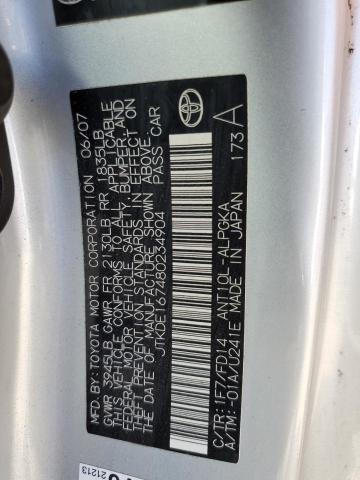 MFD. BY: TOYOTA MOTOR CORPORATION 06/07
GVWR 3945LB GAWR FR 2130LB RR 1835LB
THIS VEHICLE CONFORMS TO ALL APPLICABLE
FEDERAL MOTOR VEHICLE SAFETY, BUMPER, AND
THEFT PREVENTION STANDARDS IN EFFECT ON
THE DATE OF MANUFACTURE SHOWN ABOVE.
JTKDE167480234904 PASS CAR
C/TR: 1F7/FD14 ANT10L-ALPGKA
A/TM: -01A/U241E MADE IN JAPAN 173 A
21213